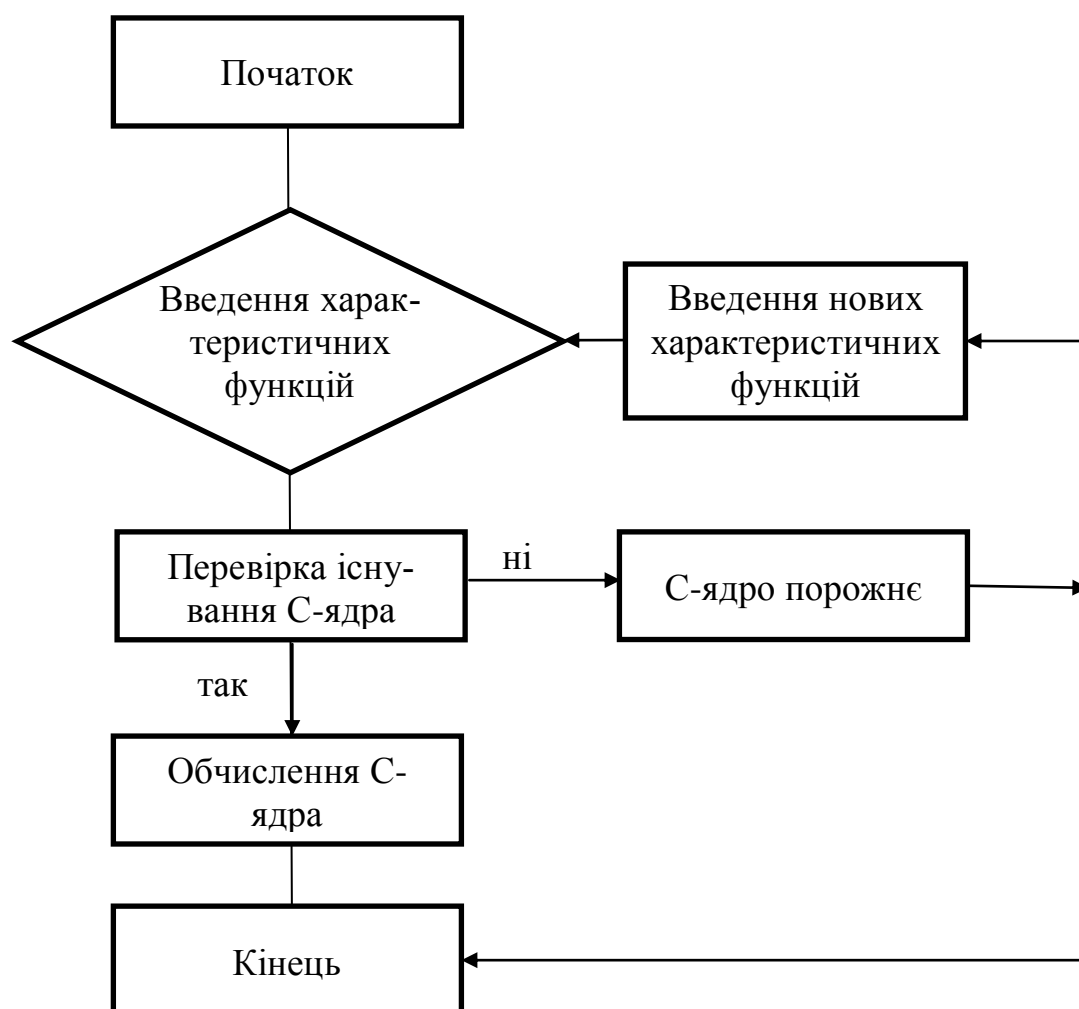 Початок
Введення харак-
теристичних
функцій
Введення нових
характеристичних
функцій
Перевірка існу-
вання С-ядра
ні
С-ядро порожнє
так
Обчислення С-
ядра
Кінець